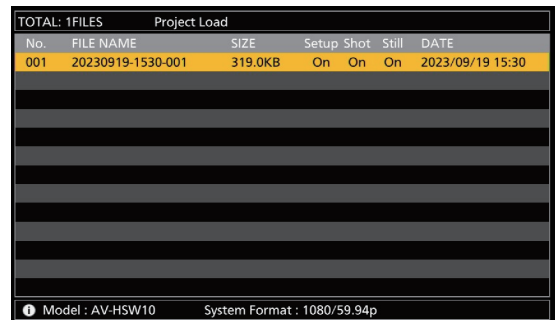 TOTAL: 1FILES Project Load
No. FILE NAME SIZE Setup Shot Still DATE
001 20230919-1530-001 319.0KB On On On 2023/09/19 15:30
Model : AV-HSW10 System Format : 1080/59.94p